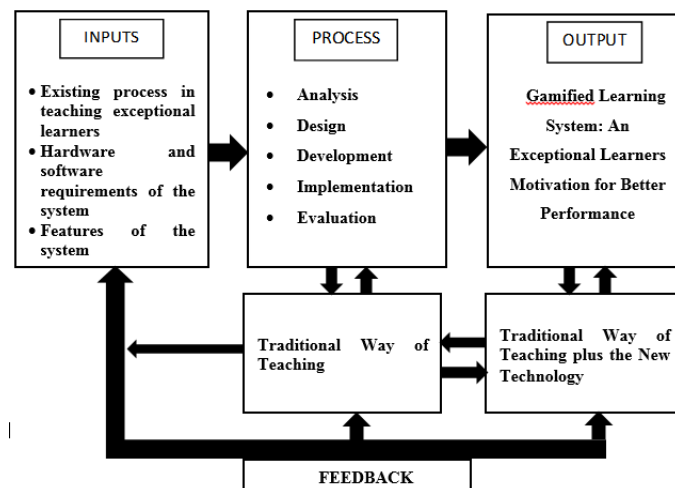 INPUTS
• Existing process in
teaching exceptional
learners
• Hardware and
software
requirements of the
system
• Features of the
system
PROCESS
• Analysis
• Design
• Development
• Implementation
• Evaluation
OUTPUT
Gamified Learning
System: An
Exceptional Learners
Motivation for Better
Performance
Traditional Way of
Teaching
Traditional Way of
Teaching plus the New
Technology
FEEDBACK